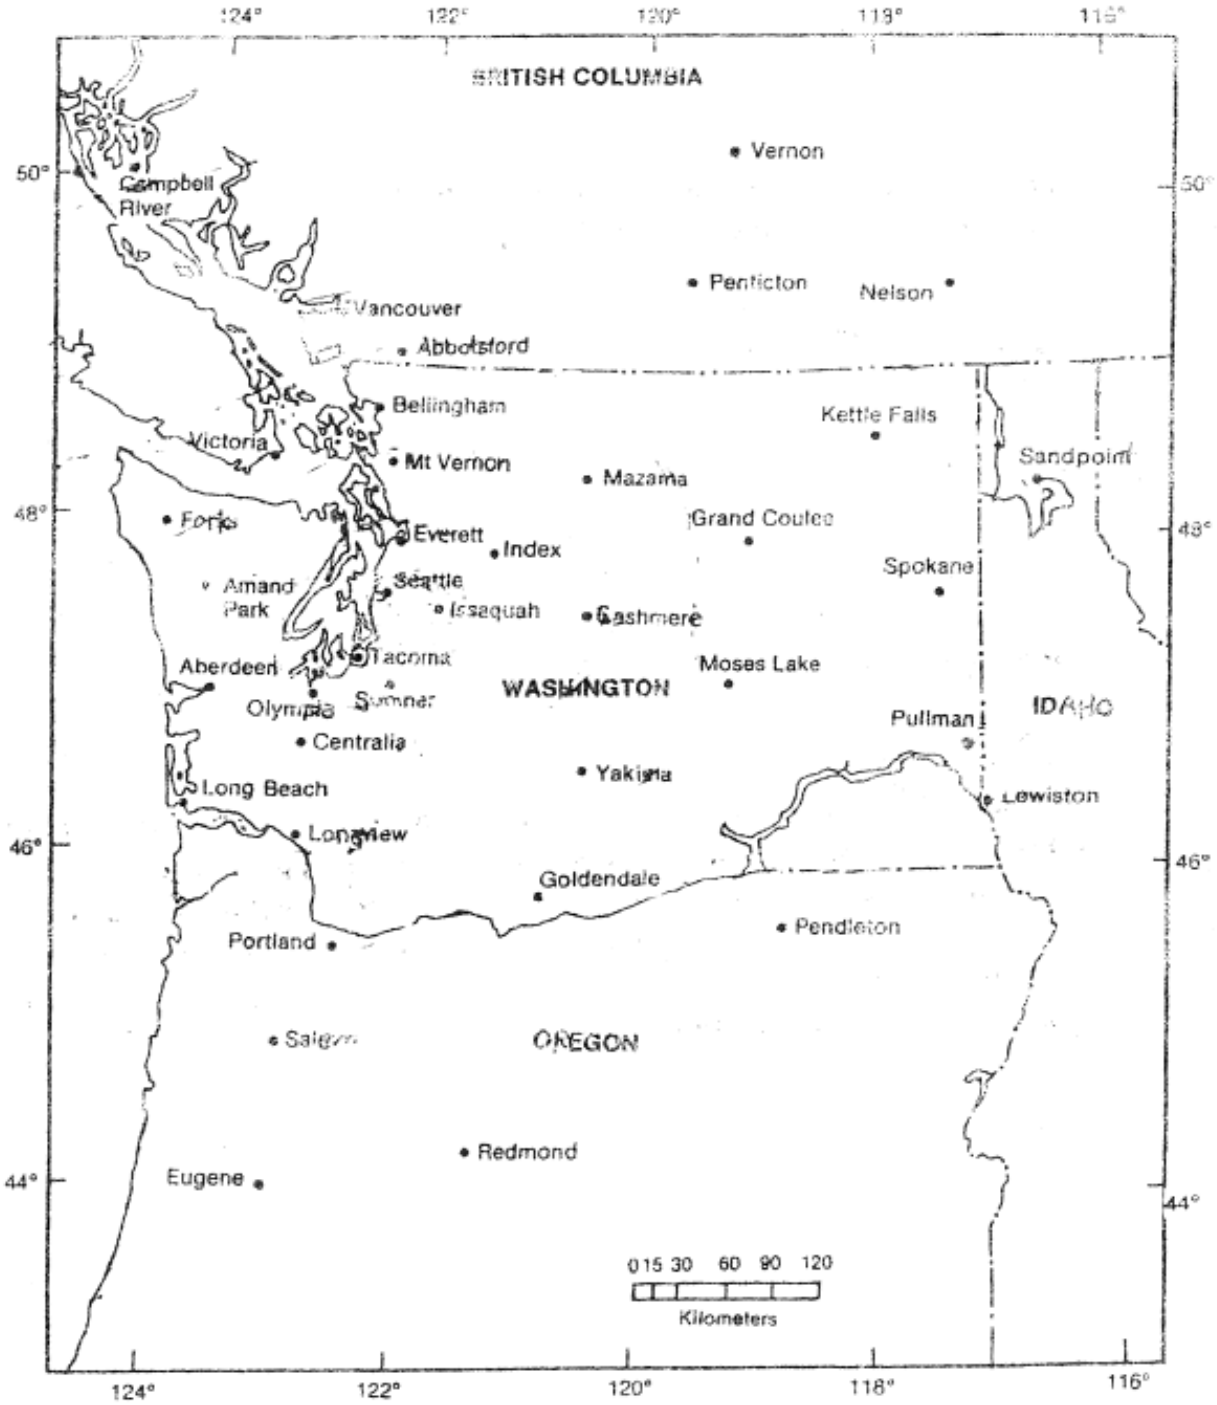 124° 122° 120° 118° 116°
BRITISH COLUMBIA
Vernon
50° 50°
Campbell
River
Penticton
Nelson
Vancouver
Abbotsford
Bellingham
Kettle Falls
Victoria
Mt Vernon
Sandpoint
Mazama
48° Forks
Grand Coulee
48°
Everett
Index
Spokane
Seattle
Amand
Park
Issaquah
Cashmere
Tacoma
Aberdeen
Moses Lake
WASHINGTON
Sumner
Olympia
IDAHO
Pullman
Centralia
Yakima
Long Beach
Lewiston
Longview
46° 46°
Goldendale
Portland
Pendleton
Salem
OREGON
Redmond
Eugene
44° 44°
0 15 30 60 90 120
Kilometers
124° 122° 120° 118° 116°